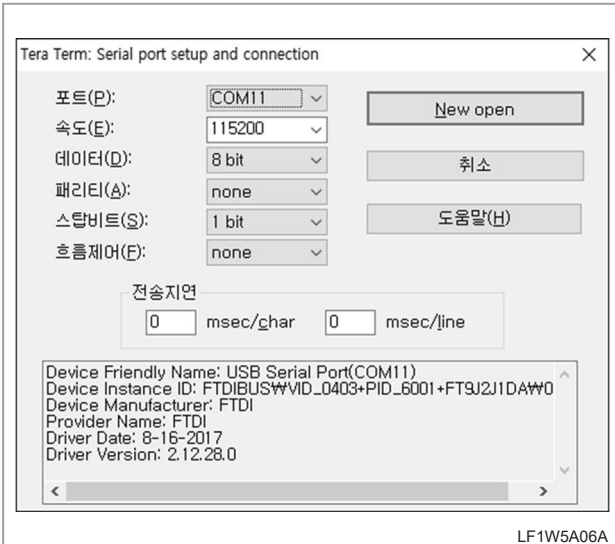 Tera Term: Serial port setup and connection
포트(P): COM11
New open
속도(E): 115200
데이터(D): 8 bit
취소
패리티(A): none
스탑비트(S): 1 bit
도움말(H)
흐름제어(F): none
전송지연
0 msec/char 0 msec/line
Device Friendly Name: USB Serial Port(COM11)
Device Instance ID: FTDIBUS₩VID_0403+PID_6001+FT9J2J1DA₩0
Device Manufacturer: FTDI
Provider Name: FTDI
Driver Date: 8-16-2017
Driver Version: 2.12.28.0
LF1W5A06A